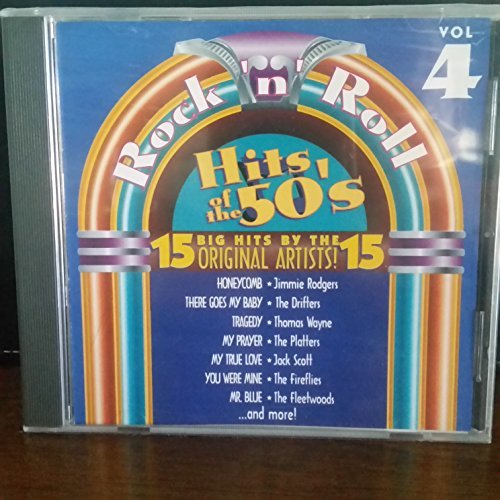 VOL
4
Rock 'n' Roll
Hits
of the 50's
15 BIG HITS BY THE ORIGINAL ARTISTS! 15
HONEYCOMB ★ Jimmie Rodgers
THERE GOES MY BABY ★ The Drifters
TRAGEDY ★ Thomas Wayne
MY PRAYER ★ The Platters
MY TRUE LOVE ★ Jack Scott
YOU WERE MINE ★ The Fireflies
MR. BLUE ★ The Fleetwoods
...and more!